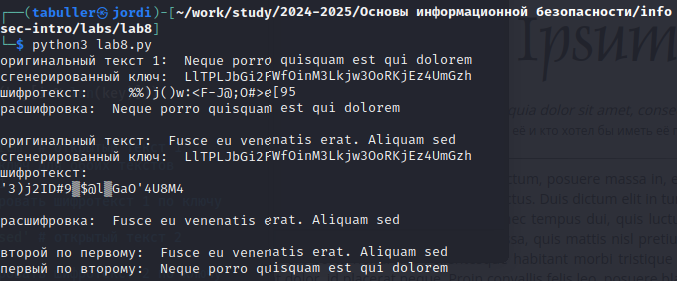 (tabuller㉿jordi)-[~/work/study/2024-2025/Основы информационной безопасности/info
sec-intro/labs/lab8]
$ python3 lab8.py
оригинальный текст 1:  Neque porro quisquam est qui dolorem
сгенерированный ключ:  LlTPLJbGi2FWfOinM3Lkjw3OoRKjEz4UmGzh
шифротекст:     %%)j()w:<F-J@;O#>e[95
расшифровка:  Neque porro quisquam est qui dolorem
оригинальный текст:  Fusce eu venenatis erat. Aliquam sed
сгенерированный ключ:  LlTPLJbGi2FWfOinM3Lkjw3OoRKjEz4UmGzh
шифротекст:
'3)j2ID#9▒$@l▒GaO'4U8M4
расшифровка:  Fusce eu venenatis erat. Aliquam sed
второй по первому:  Fusce eu venenatis erat. Aliquam sed
первый по второму:  Neque porro quisquam est qui dolorem
Ipsum